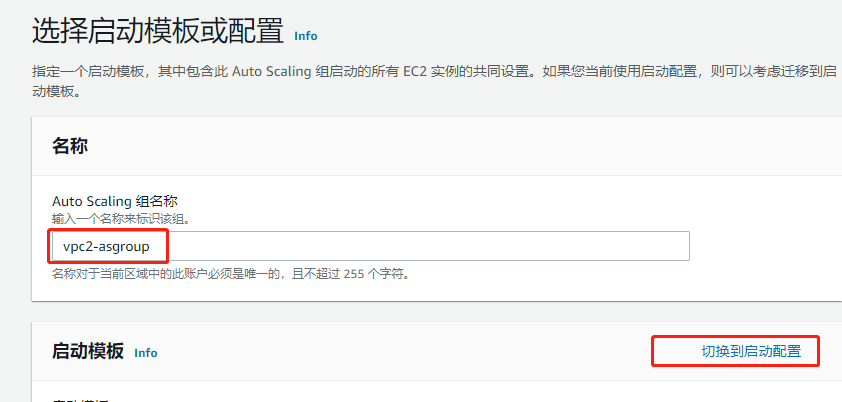 选择启动模板或配置 Info
指定一个启动模板，其中包含此 Auto Scaling 组启动的所有 EC2 实例的共同设置。如果您当前使用启动配置，则可以考虑迁移到启
动模板。
名称
Auto Scaling 组名称
输入一个名称来标识该组。
vpc2-asgroup
名称对于当前区域中的此账户必须是唯一的，且不超过 255 个字符。
启动模板 Info
切换到启动配置